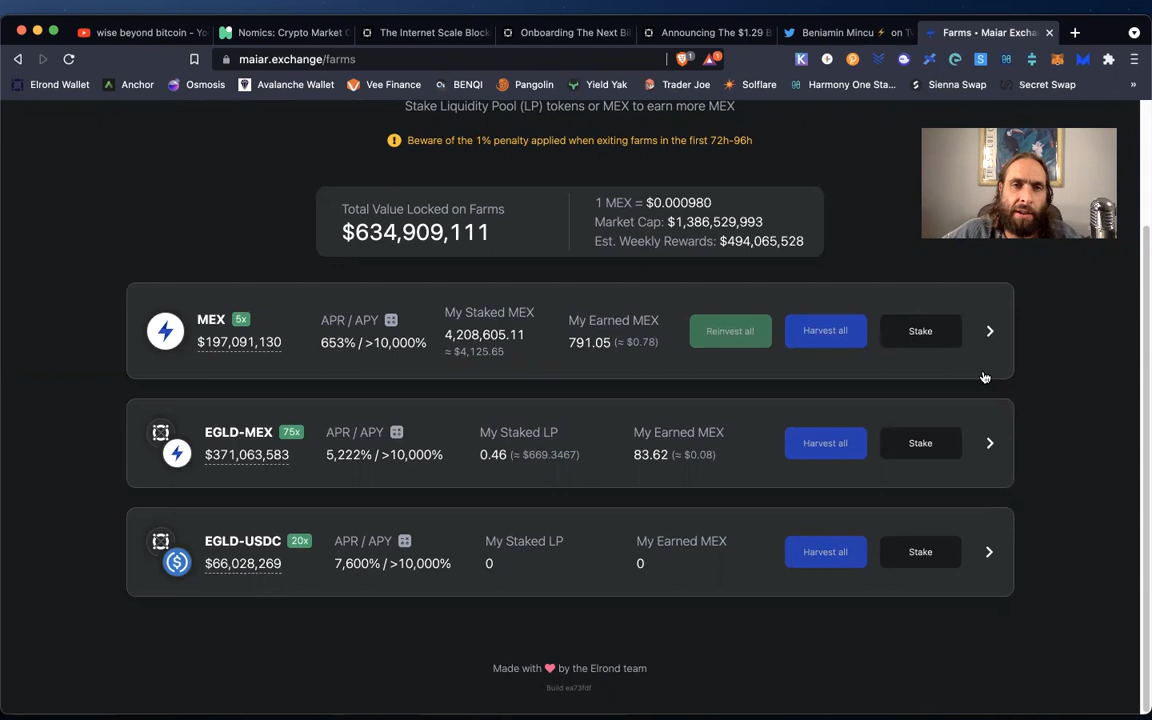 wise beyond bitcoin - Yo
Nomics: Crypto Market C
The Internet Scale Block
Onboarding The Next Bi
Announcing The $1.29 B
Beniamin Mincu ⚡ on Tw
Farms • Maiar Excha
maiar.exchange/farms
Elrond Wallet
Anchor
Osmosis
Avalanche Wallet
Vee Finance
BENQI
Pangolin
Yield Yak
Trader Joe
Solflare
Harmony One Sta...
Sienna Swap
Secret Swap
»
Stake Liquidity Pool (LP) tokens or MEX to earn more MEX
Beware of the 1% penalty applied when exiting farms in the first 72h-96h
Total Value Locked on Farms
$634,909,111
1 MEX = $0.000980
Market Cap: $1,386,529,993
Est. Weekly Rewards: $494,065,528
MEX 5x
$197,091,130
APR / APY
653% / >10,000%
My Staked MEX
4,208,605.11
≈ $4,125.65
My Earned MEX
791.05 (≈ $0.78)
Reinvest all
Harvest all
Stake
EGLD-MEX 75x
$371,063,583
APR / APY
5,222% / >10,000%
My Staked LP
0.46 (≈ $669.3467)
My Earned MEX
83.62 (≈ $0.08)
Harvest all
Stake
EGLD-USDC 20x
$66,028,269
APR / APY
7,600% / >10,000%
My Staked LP
0
My Earned MEX
0
Harvest all
Stake
Made with ❤ by the Elrond team
Build ea73fdf